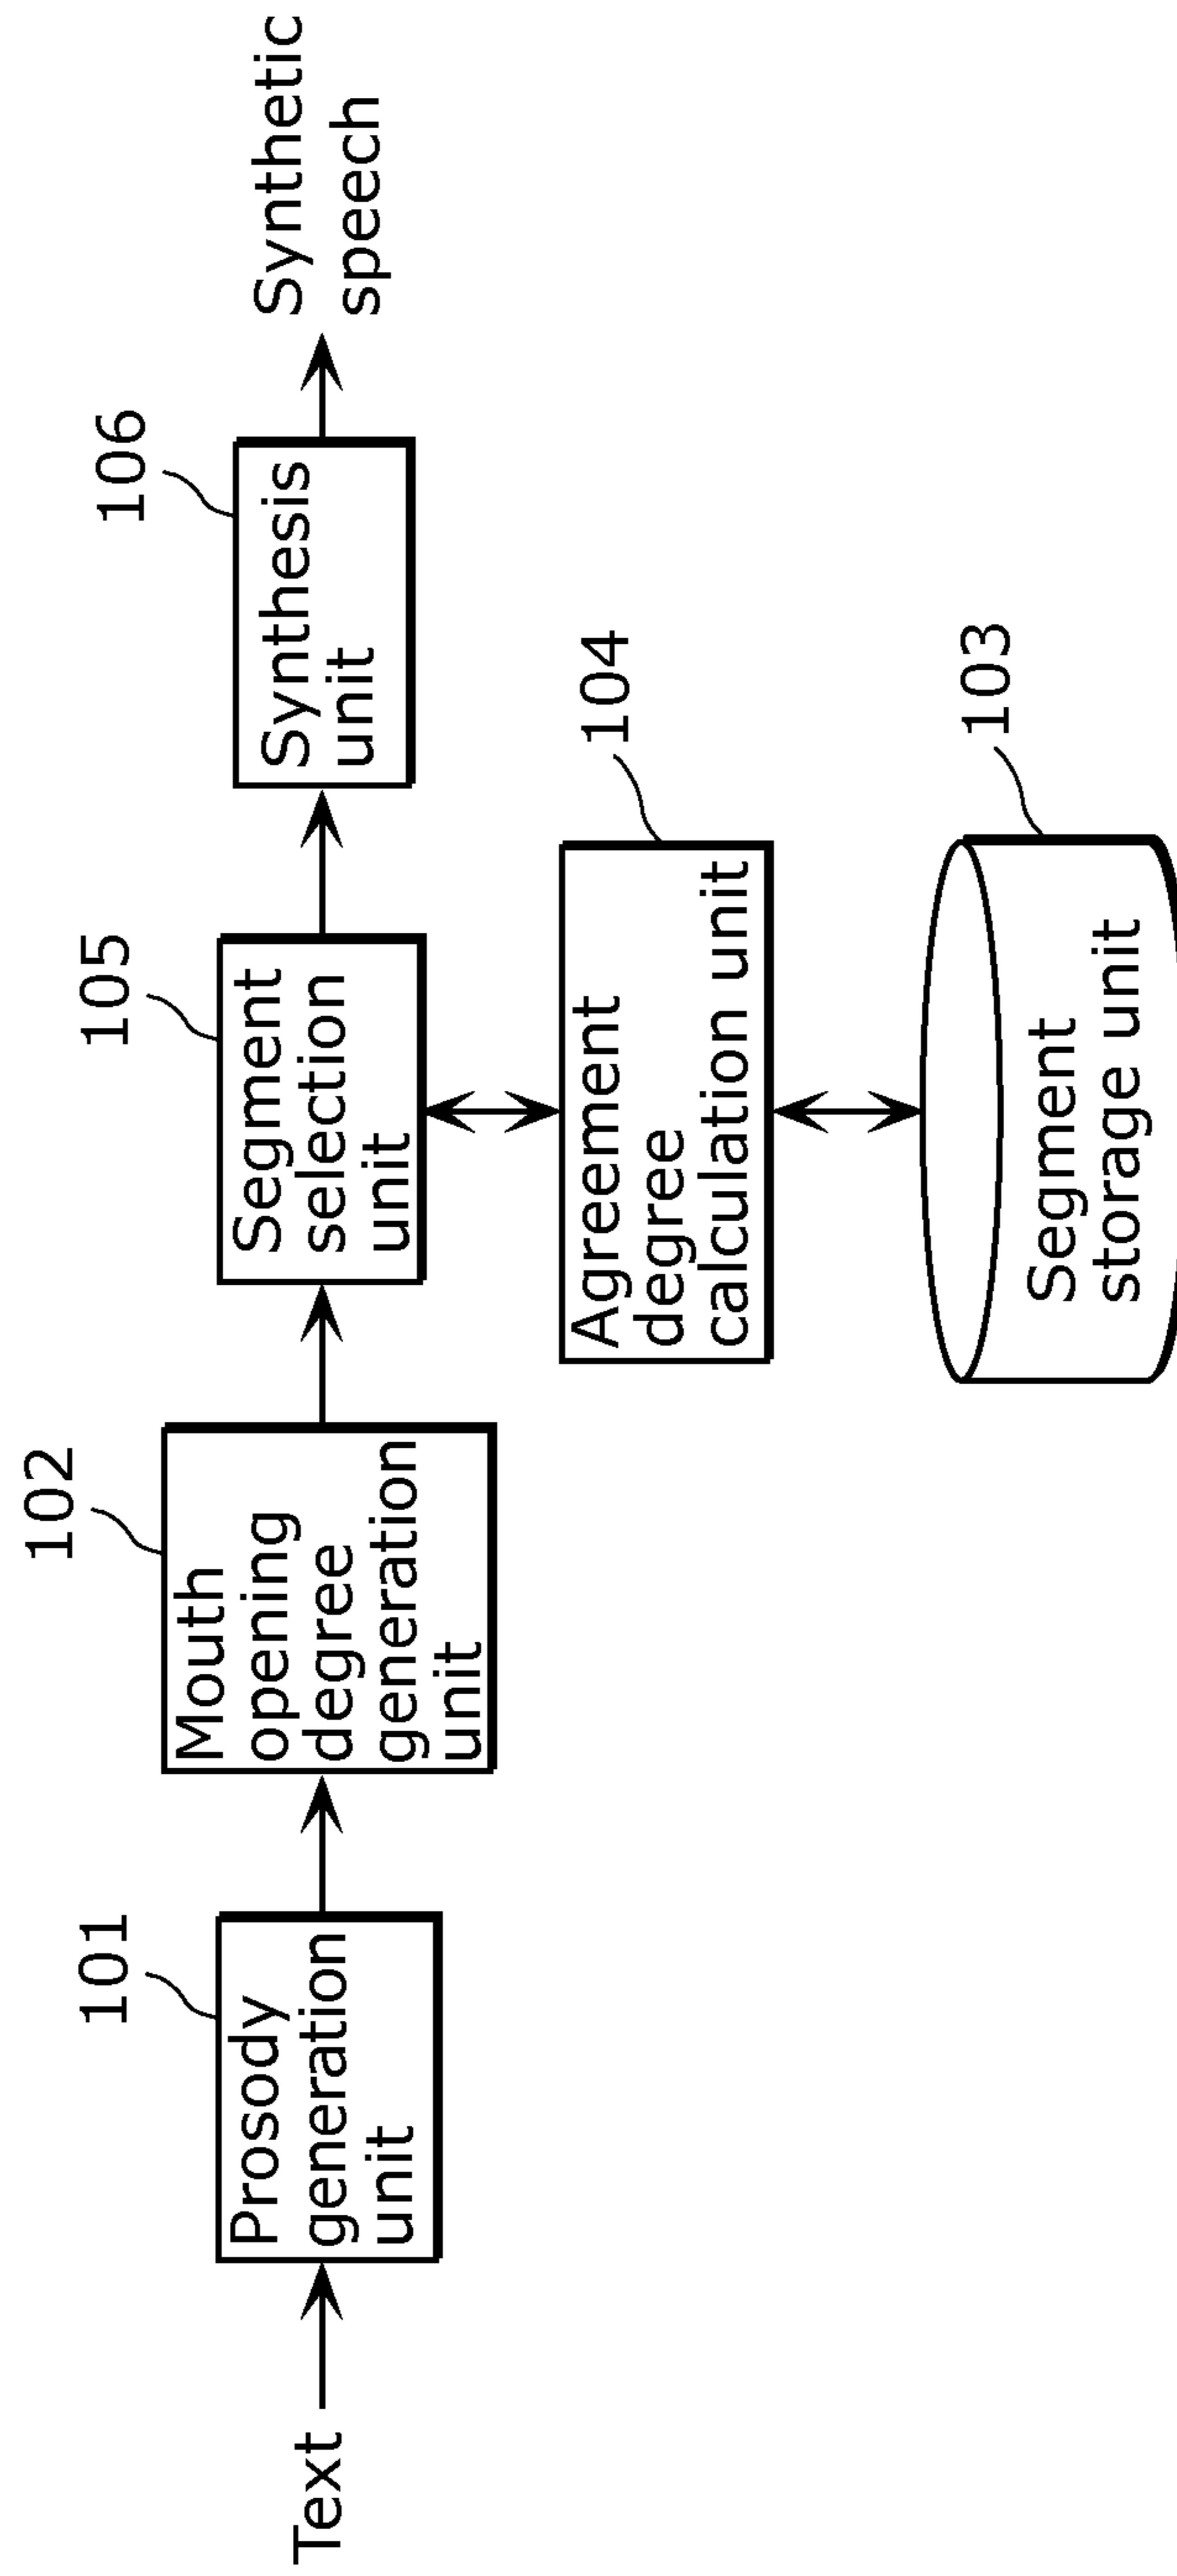 Text
101
Prosody
generation
unit
102
Mouth
opening
degree
generation
unit
105
Segment
selection
unit
106
Synthesis
unit
Synthetic
speech
104
Agreement
degree
calculation unit
103
Segment
storage unit